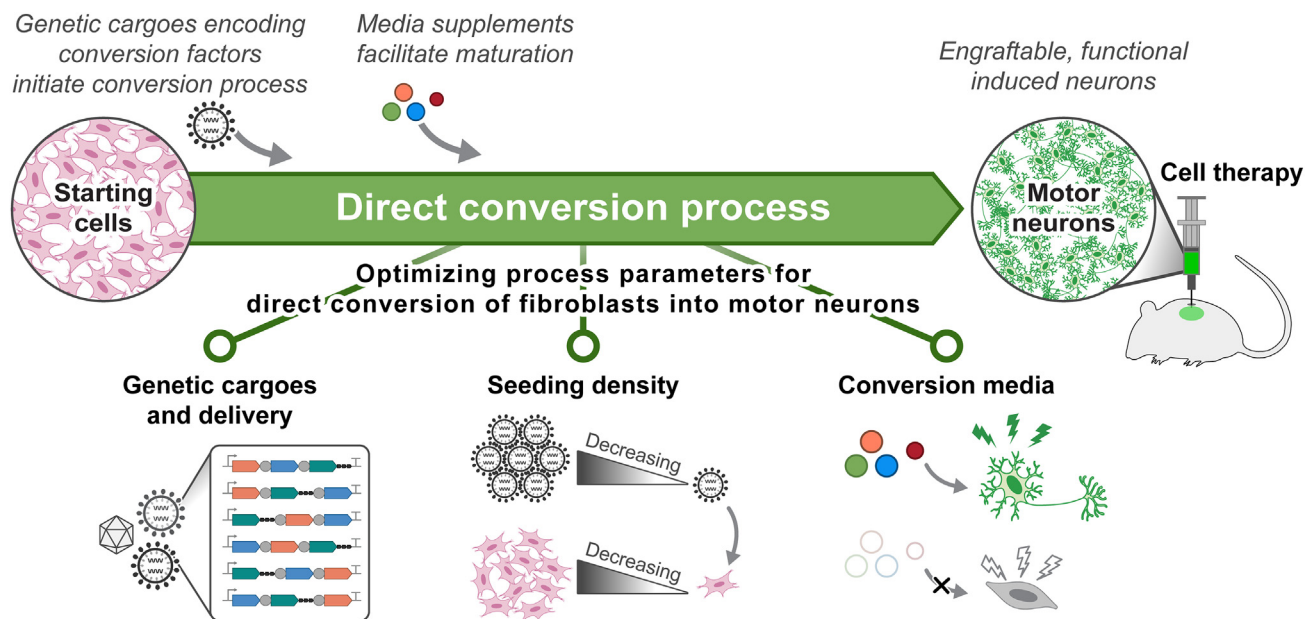 Genetic cargoes encoding
conversion factors
initiate conversion process
Media supplements
facilitate maturation
Engraftable, functional
induced neurons
Starting
cells
Direct conversion process
Motor
neurons
Cell therapy
Optimizing process parameters for
direct conversion of fibroblasts into motor neurons
Genetic cargoes
and delivery
Seeding density
Decreasing
Decreasing
Conversion media